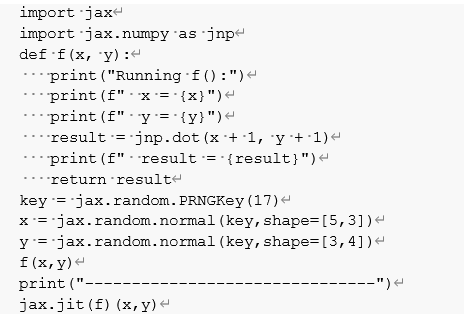 import jax
import jax.numpy as jnp
def f(x, y):
    print("Running f():")
    print(f"  x = {x}")
    print(f"  y = {y}")
    result = jnp.dot(x + 1, y + 1)
    print(f"  result = {result}")
    return result
key = jax.random.PRNGKey(17)
x = jax.random.normal(key,shape=[5,3])
y = jax.random.normal(key,shape=[3,4])
f(x,y)
print("-------------------------------")
jax.jit(f)(x,y)